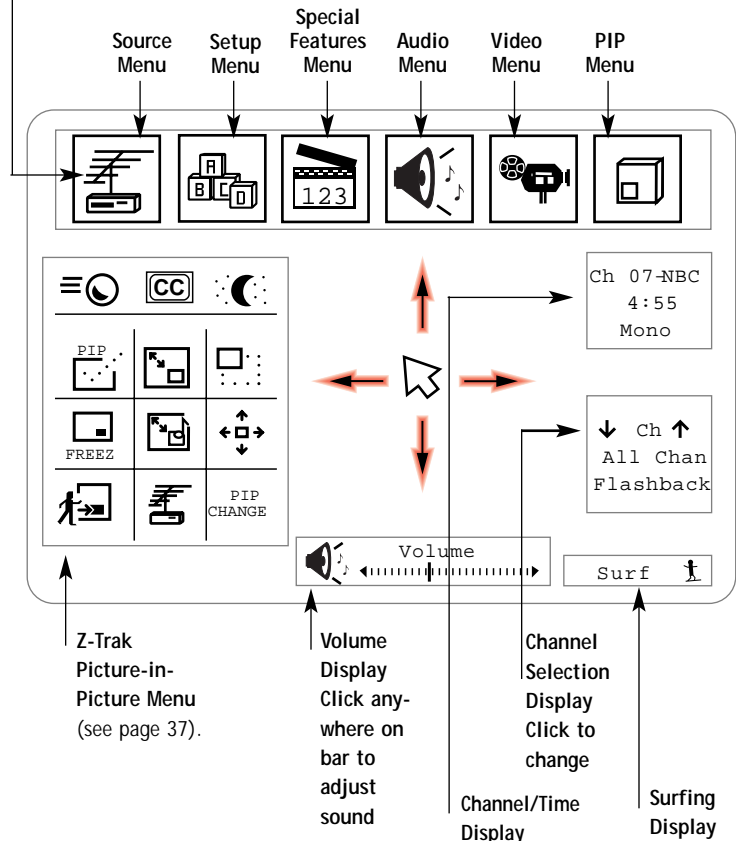 Source
Menu
Setup
Menu
Special
Features
Menu
Audio
Menu
Video
Menu
PIP
Menu
A
B C D
123
CC
PIP
FREEZ
PIP
CHANGE
Ch 07-NBC
4:55
Mono
↓ Ch ↑
All Chan
Flashback
Volume
Surf
Z-Trak
Picture-in-
Picture Menu
(see page 37).
Volume
Display
Click any-
where on
bar to
adjust
sound
Channel
Selection
Display
Click to
change
Channel/Time
Display
Surfing
Display